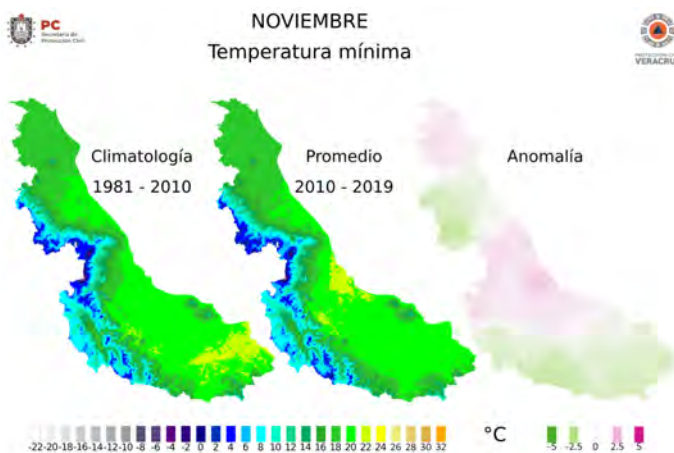 PC
Secretaría de
Protección Civil
NOVIEMBRE
Temperatura mínima
PROTECCIÓN CIVIL
VERACRUZ
Climatología
1981 - 2010
Promedio
2010 - 2019
Anomalía
-22 -20 -18 -16 -14 -12 -10 -8 -6 -4 -2 0 2 4 6 8 10 12 14 16 18 20 22 24 26 28 30 32
°C
-5 -2.5 0 2.5 5